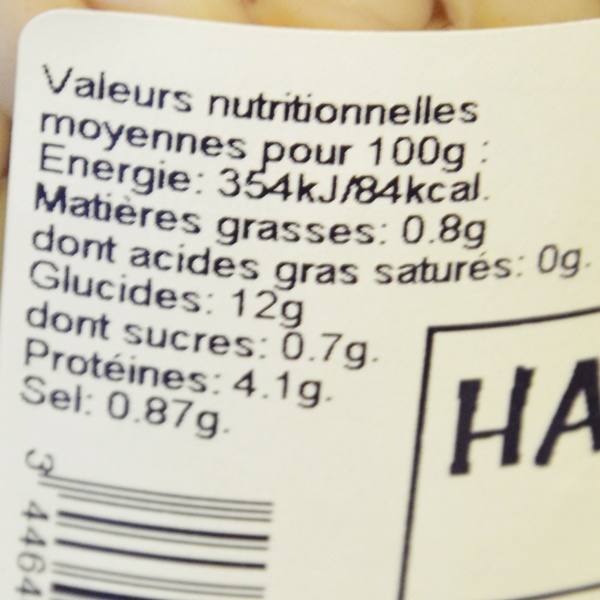 Valeurs nutritionnelles
moyennes pour 100g :
Energie: 354kJ/84kcal.
Matières grasses: 0.8g
dont acides gras saturés: 0g.
Glucides: 12g
dont sucres: 0.7g.
Protéines: 4.1g.
Sel: 0.87g.
HA
3 4464